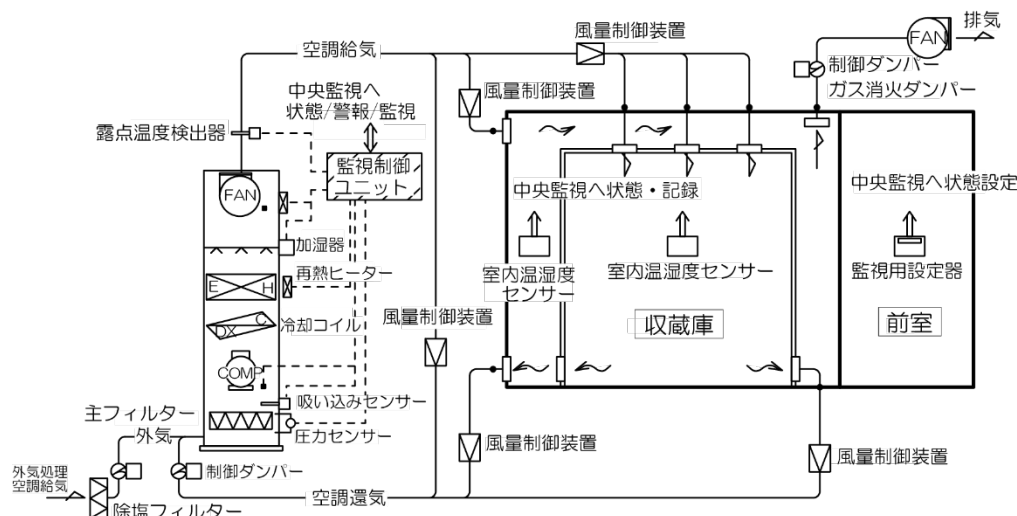 排気
FAN
風量制御装置
空調給気
制御ダンパー
ガス消火ダンパー
中央監視へ
状態/警報/監視
風量制御装置
露点温度検出器
監視制御
ユニット
FAN
中央監視へ状態・記録
中央監視へ状態設定
加湿器
室内温湿度
センサー
室内温湿度センサー
監視用設定器
再熱ヒーター
E H
DX C
冷却コイル
風量制御装置
収蔵庫
前室
COMP
吸い込みセンサー
主フィルター
外気
圧力センサー
風量制御装置
風量制御装置
外気処理
空調給気
制御ダンパー
空調還気
除塩フィルター